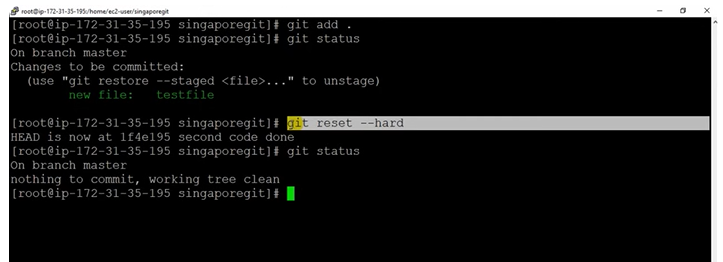 root@ip-172-31-35-195:/home/ec2-user/singaporegit
[root@ip-172-31-35-195 singaporegit]# git add .
[root@ip-172-31-35-195 singaporegit]# git status
On branch master
Changes to be committed:
  (use "git restore --staged <file>..." to unstage)
        new file:   testfile

[root@ip-172-31-35-195 singaporegit]# git reset --hard
HEAD is now at 1f4e195 second code done
[root@ip-172-31-35-195 singaporegit]# git status
On branch master
nothing to commit, working tree clean
[root@ip-172-31-35-195 singaporegit]#